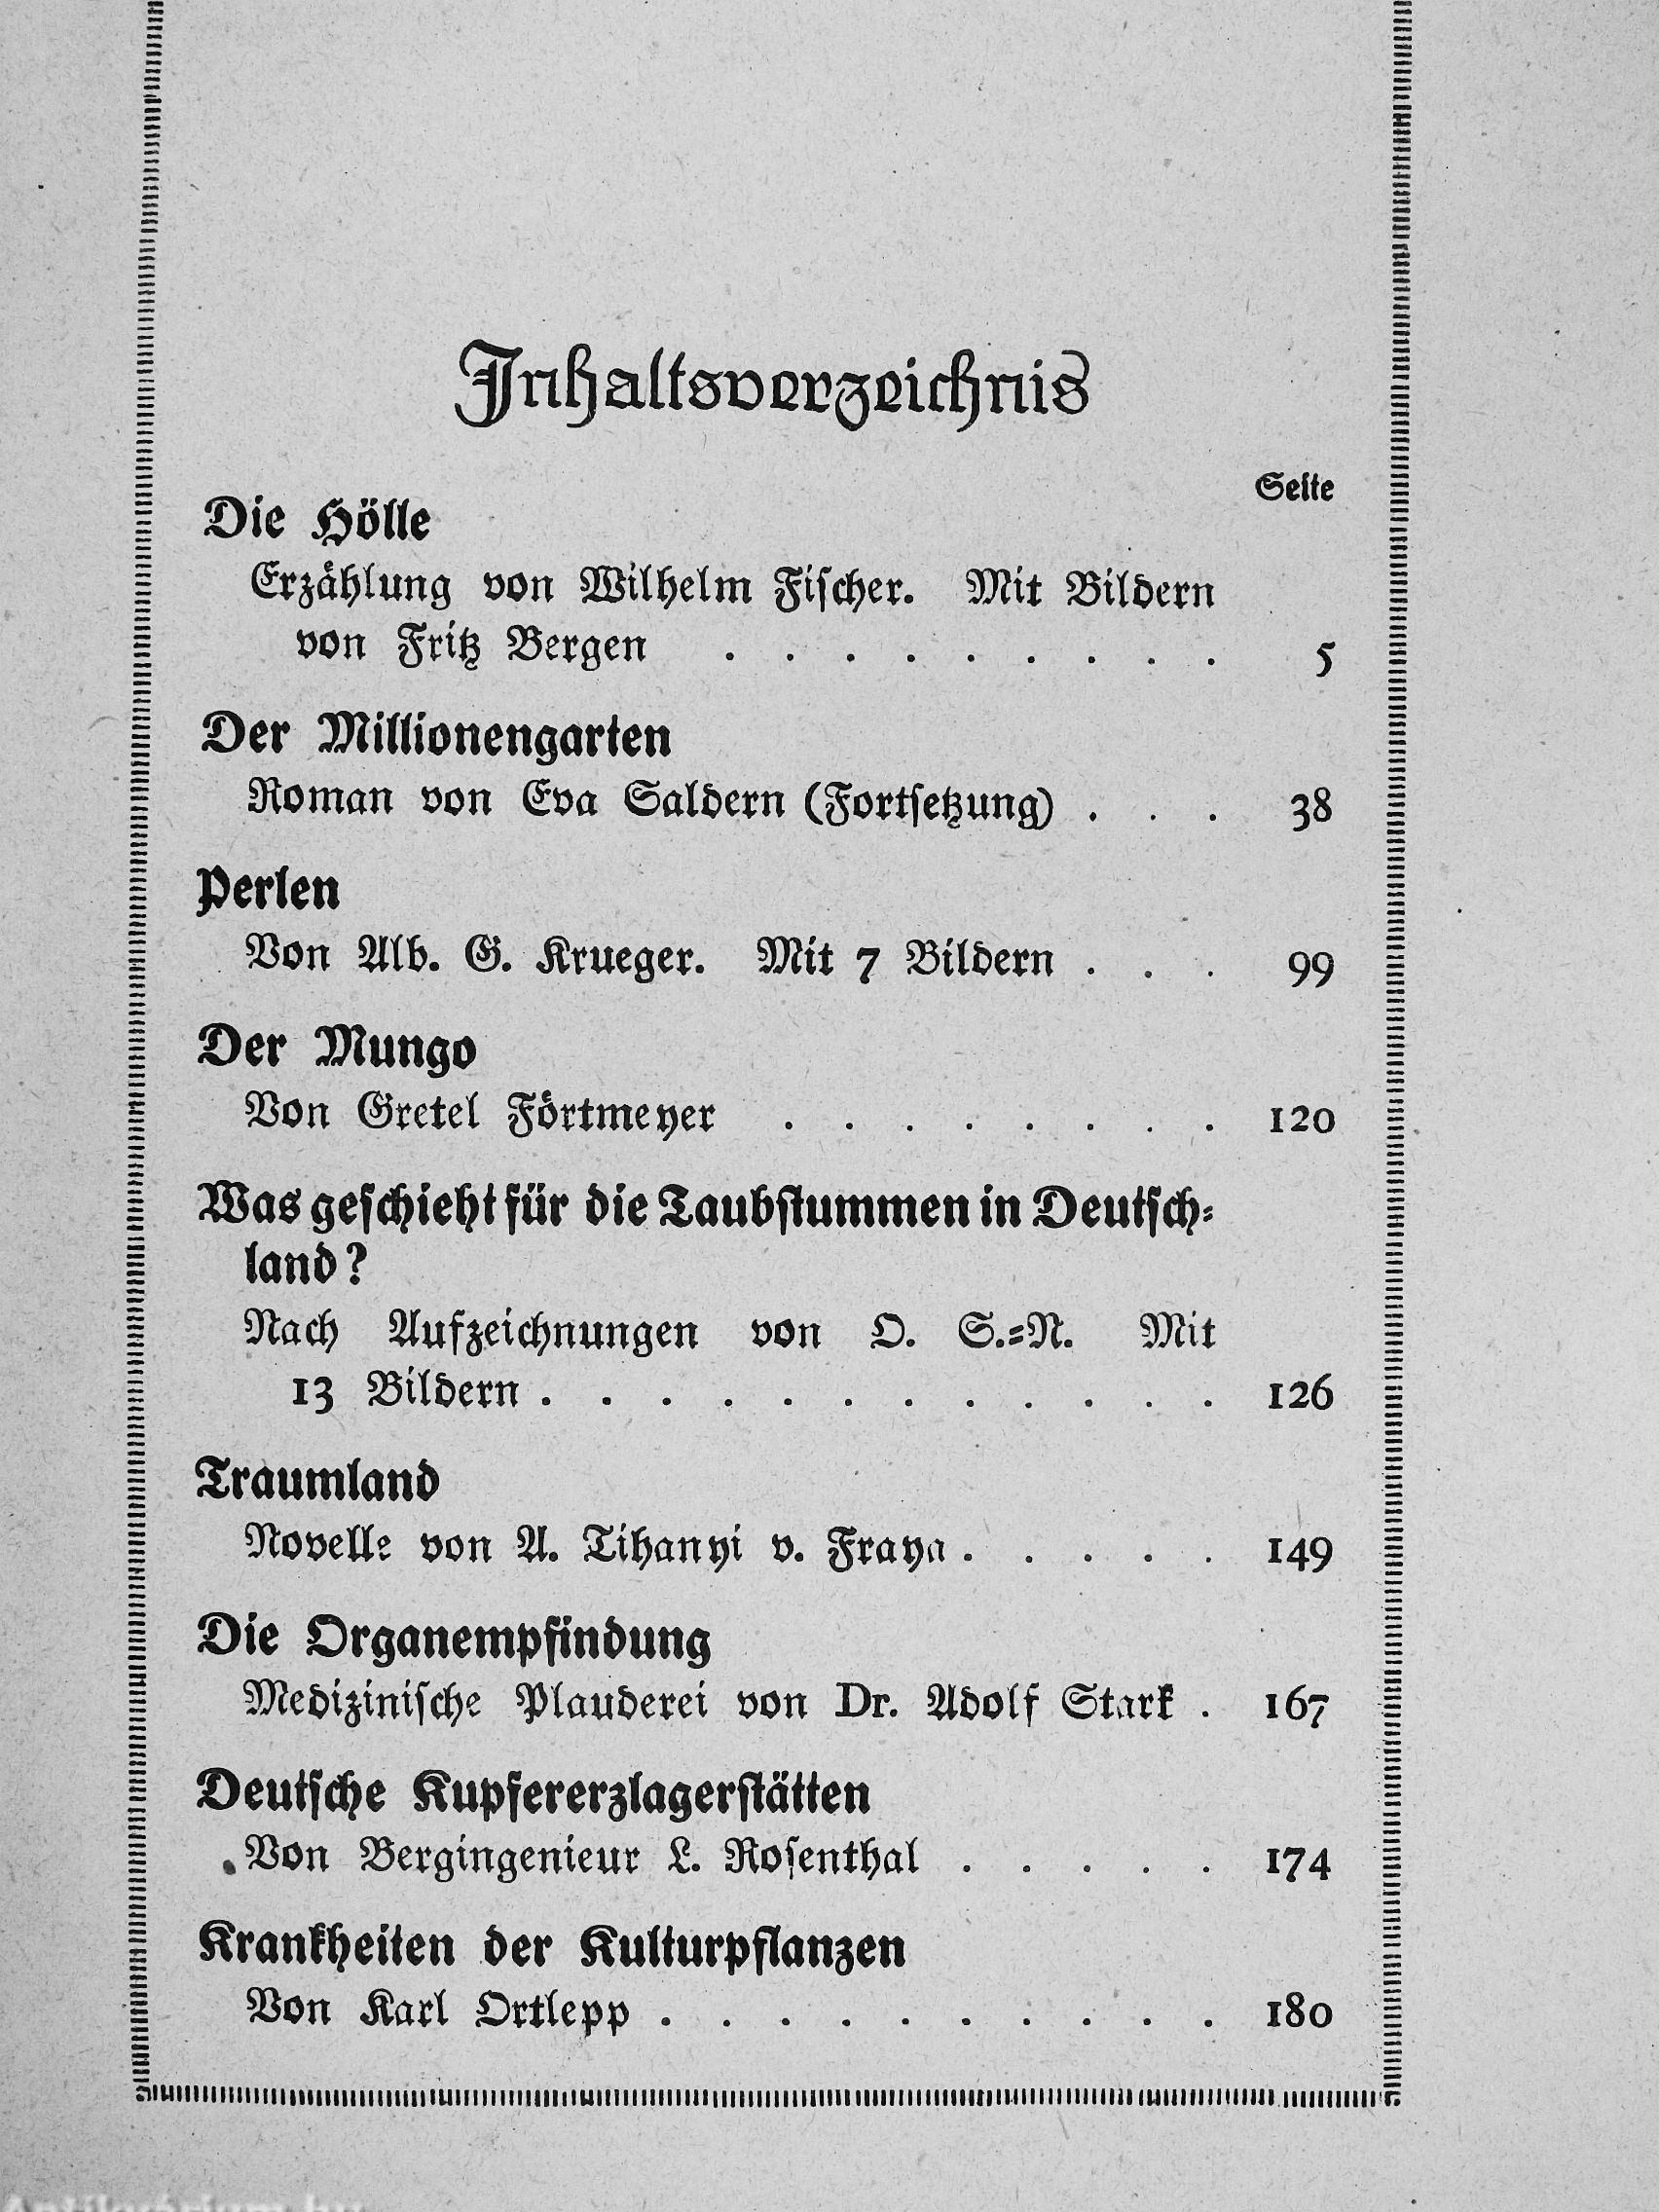 Inhaltsverzeichnis
Seite
Die Hölle
Erzählung von Wilhelm Fischer. Mit Bildern
von Fritz Bergen . . . . . . . . . 5
Der Millionengarten
Roman von Eva Saldern (Fortsetzung) . . . 38
Perlen
Von Alb. G. Krueger. Mit 7 Bildern . . . 99
Der Mungo
Von Gretel Förtmeyer . . . . . . . . 120
Was geschieht für die Taubstummen in Deutsch-
land?
Nach Aufzeichnungen von O. S.-N. Mit
13 Bildern . . . . . . . . . . . . 126
Traumland
Novelle von A. Tihanyi v. Fraya . . . . . 149
Die Organempfindung
Medizinische Plauderei von Dr. Adolf Stark . 167
Deutsche Kupfererzlagerstätten
Von Bergingenieur L. Rosenthal . . . . . 174
Krankheiten der Kulturpflanzen
Von Karl Ortlepp . . . . . . . . . . 180